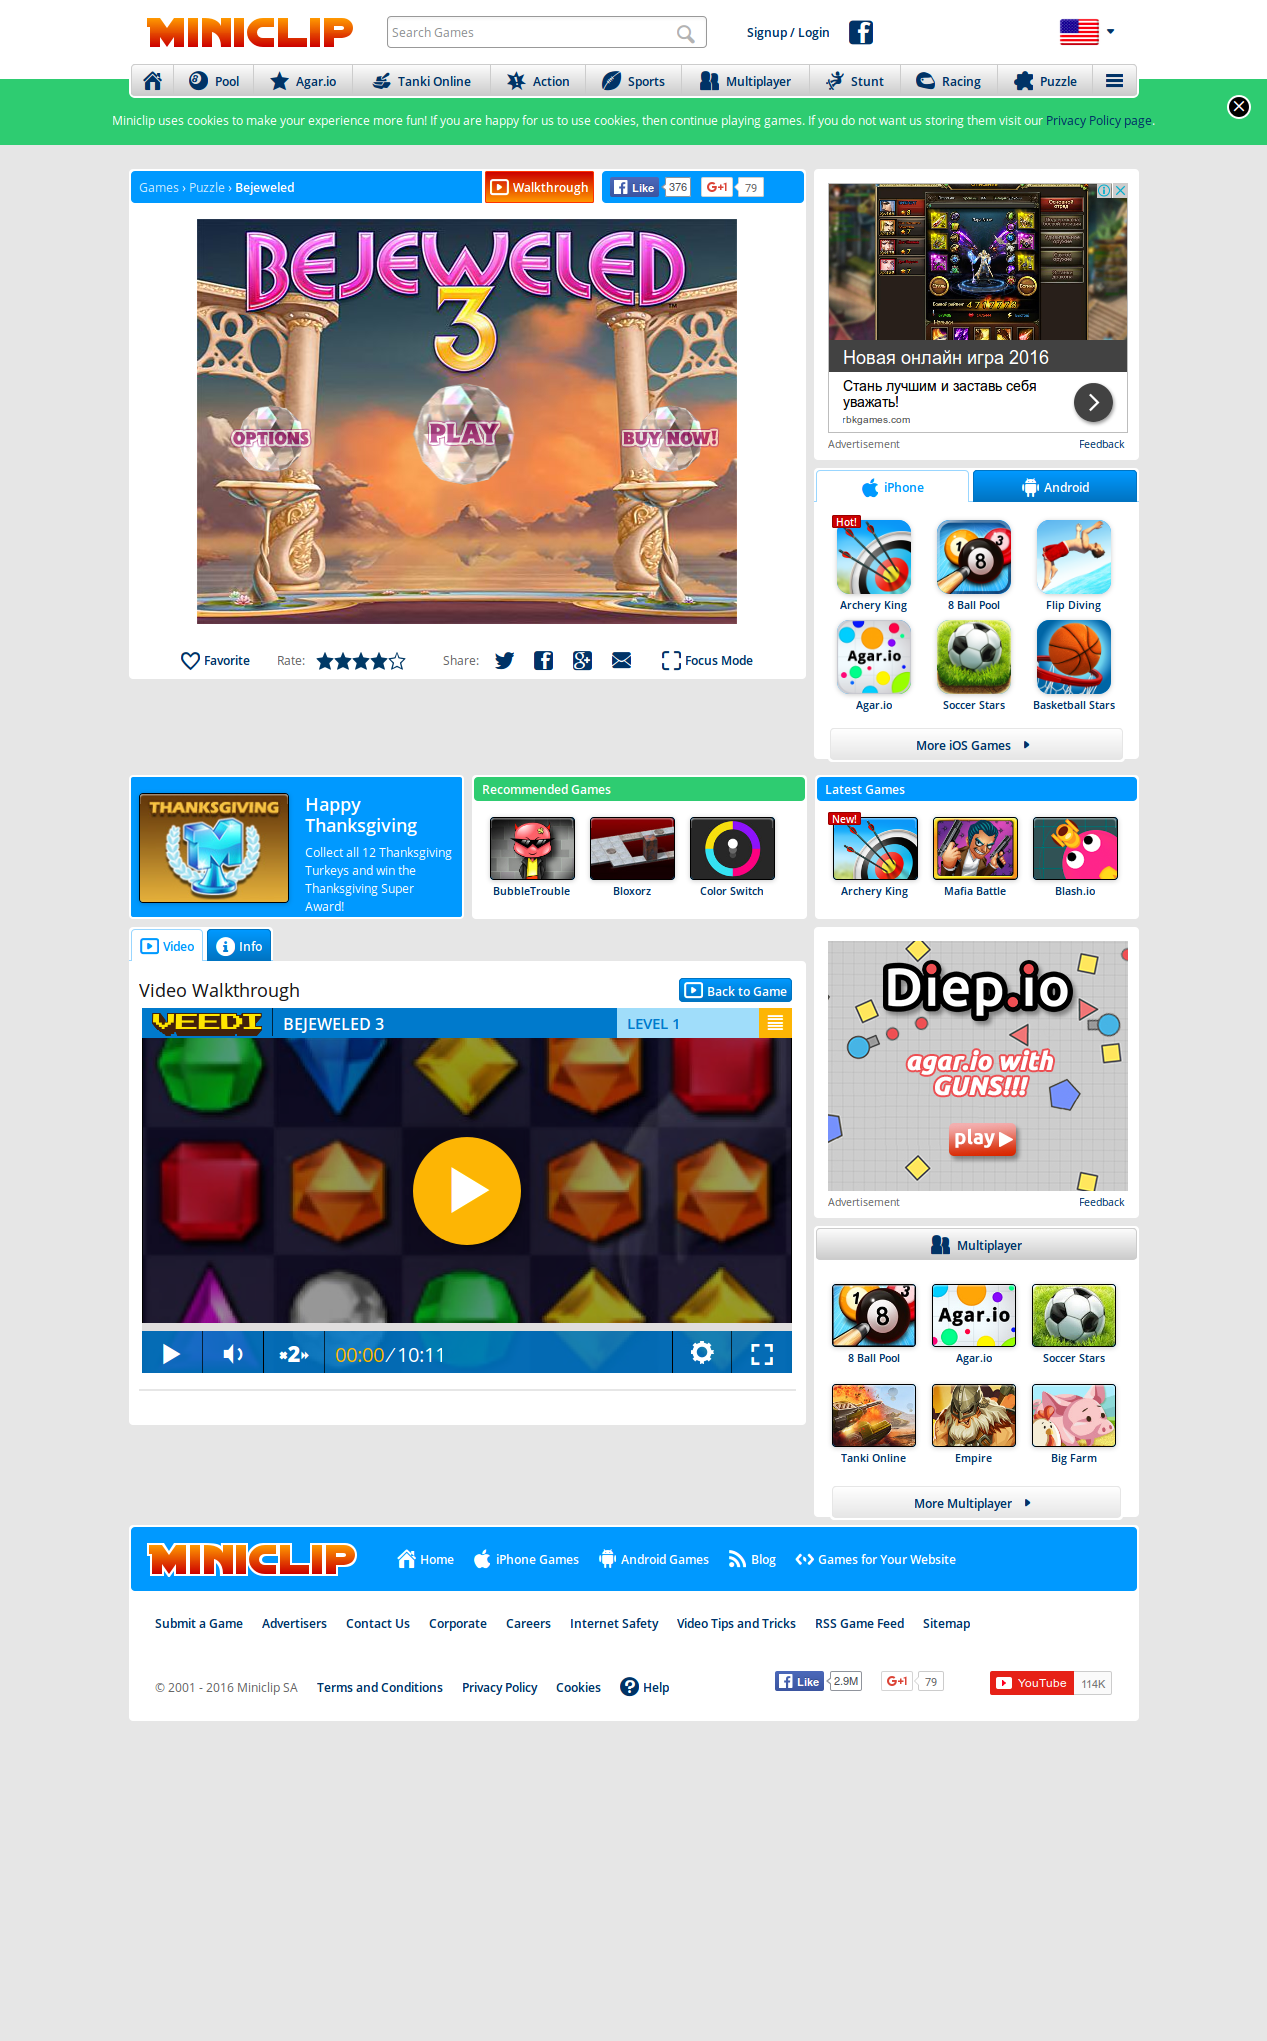 MINICLIP
Search Games
Signup / Login
Pool
Agar.io
Tanki Online
Action
Sports
Multiplayer
Stunt
Racing
Puzzle
Miniclip uses cookies to make your experience more fun! If you are happy for us to use cookies, then continue playing games. If you do not want us storing them visit our Privacy Policy page.
Games › Puzzle › Bejeweled
Walkthrough
Like
376
G+1
79
BEJEWELED
3
OPTIONS
PLAY
BUY NOW!
Favorite
Rate:
Share:
Focus Mode
Новая онлайн игра 2016
Стань лучшим и заставь себя
уважать!
rbkgames.com
Advertisement
Feedback
iPhone
Android
Hot!
Archery King
8 Ball Pool
Flip Diving
Agar.io
Agar.io
Soccer Stars
Basketball Stars
More iOS Games
THANKSGIVING
Happy
Thanksgiving
Collect all 12 Thanksgiving
Turkeys and win the
Thanksgiving Super
Award!
Recommended Games
BubbleTrouble
Bloxorz
Color Switch
Latest Games
New!
Archery King
Mafia Battle
Blash.io
Video
Info
Video Walkthrough
Back to Game
VEEDI
BEJEWELED 3
LEVEL 1
2
00:00/10:11
Diep.io
agar.io with
GUNS!!!
play
Advertisement
Feedback
Multiplayer
8 Ball Pool
Agar.io
Agar.io
Soccer Stars
Tanki Online
Empire
Big Farm
More Multiplayer
MINICLIP
Home
iPhone Games
Android Games
Blog
Games for Your Website
Submit a Game
Advertisers
Contact Us
Corporate
Careers
Internet Safety
Video Tips and Tricks
RSS Game Feed
Sitemap
© 2001 - 2016 Miniclip SA
Terms and Conditions
Privacy Policy
Cookies
Help
Like
2.9M
G+1
79
YouTube
114K